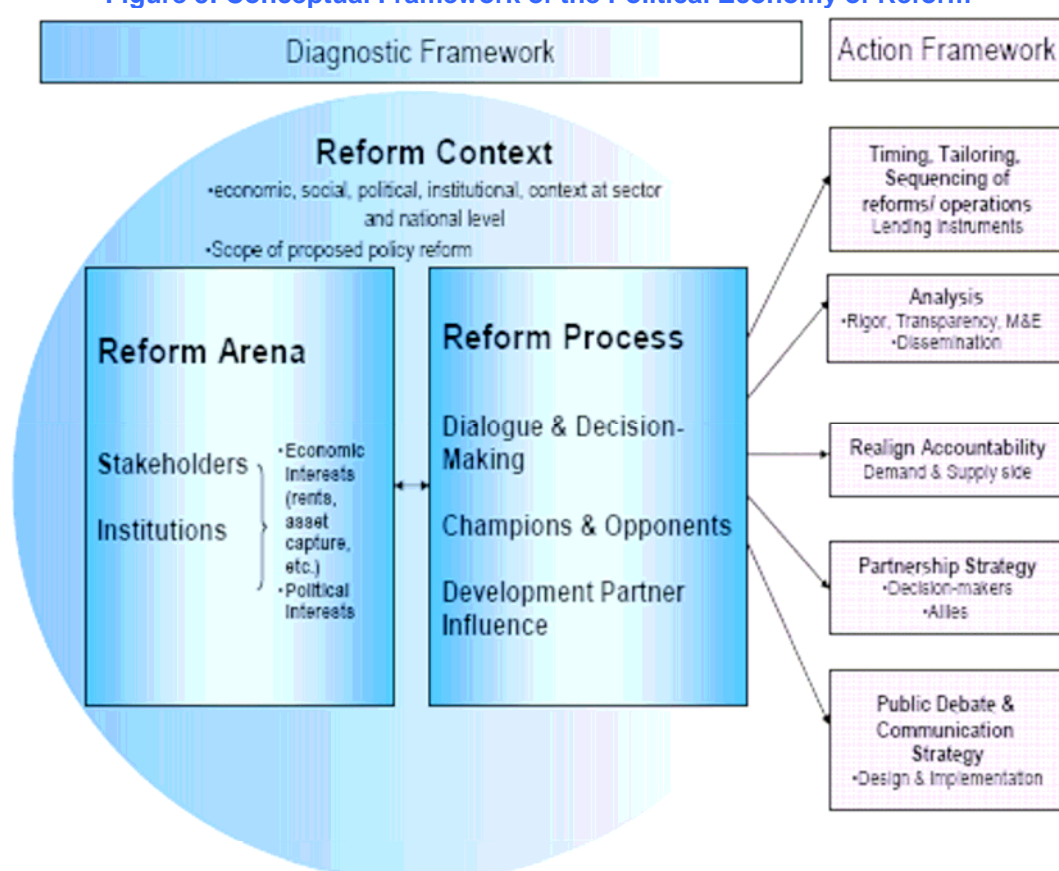 Figure 3. Conceptual Framework of the Political Economy of Reform
Diagnostic Framework
Action Framework
Reform Context
•economic, social, political, institutional, context at sector
and national level
•Scope of proposed policy reform
Reform Arena
Stakeholders
Institutions
•Economic
Interests
(rents,
asset
capture,
etc.)
•Political
Interests
Reform Process
Dialogue & Decision-
Making
Champions & Opponents
Development Partner
Influence
Timing, Tailoring,
Sequencing of
reforms/ operations
Lending Instruments
Analysis
•Rigor, Transparency, M&E
•Dissemination
Realign Accountability
Demand & Supply side
Partnership Strategy
•Decision-makers
•Allies
Public Debate &
Communication
Strategy
•Design & Implementation